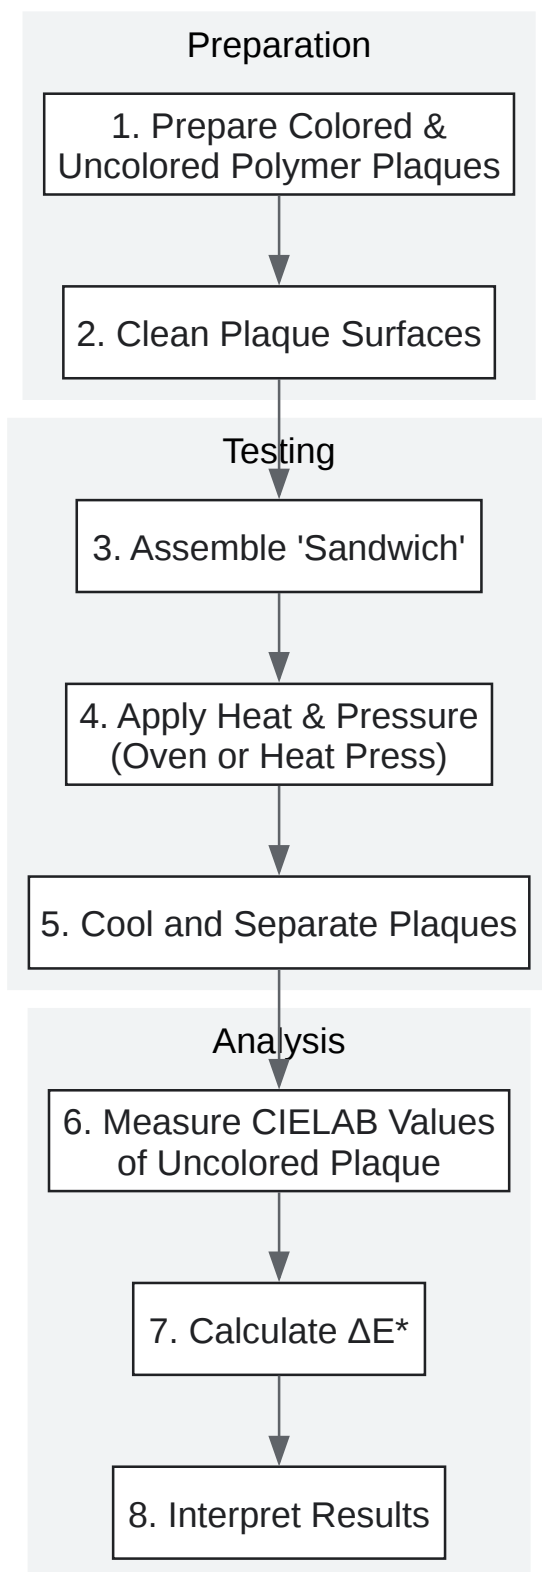 Preparation
1. Prepare Colored &
Uncolored Polymer Plaques
2. Clean Plaque Surfaces
Testing
3. Assemble 'Sandwich'
4. Apply Heat & Pressure
(Oven or Heat Press)
5. Cool and Separate Plaques
Analysis
6. Measure CIELAB Values
of Uncolored Plaque
7. Calculate ΔE*
8. Interpret Results